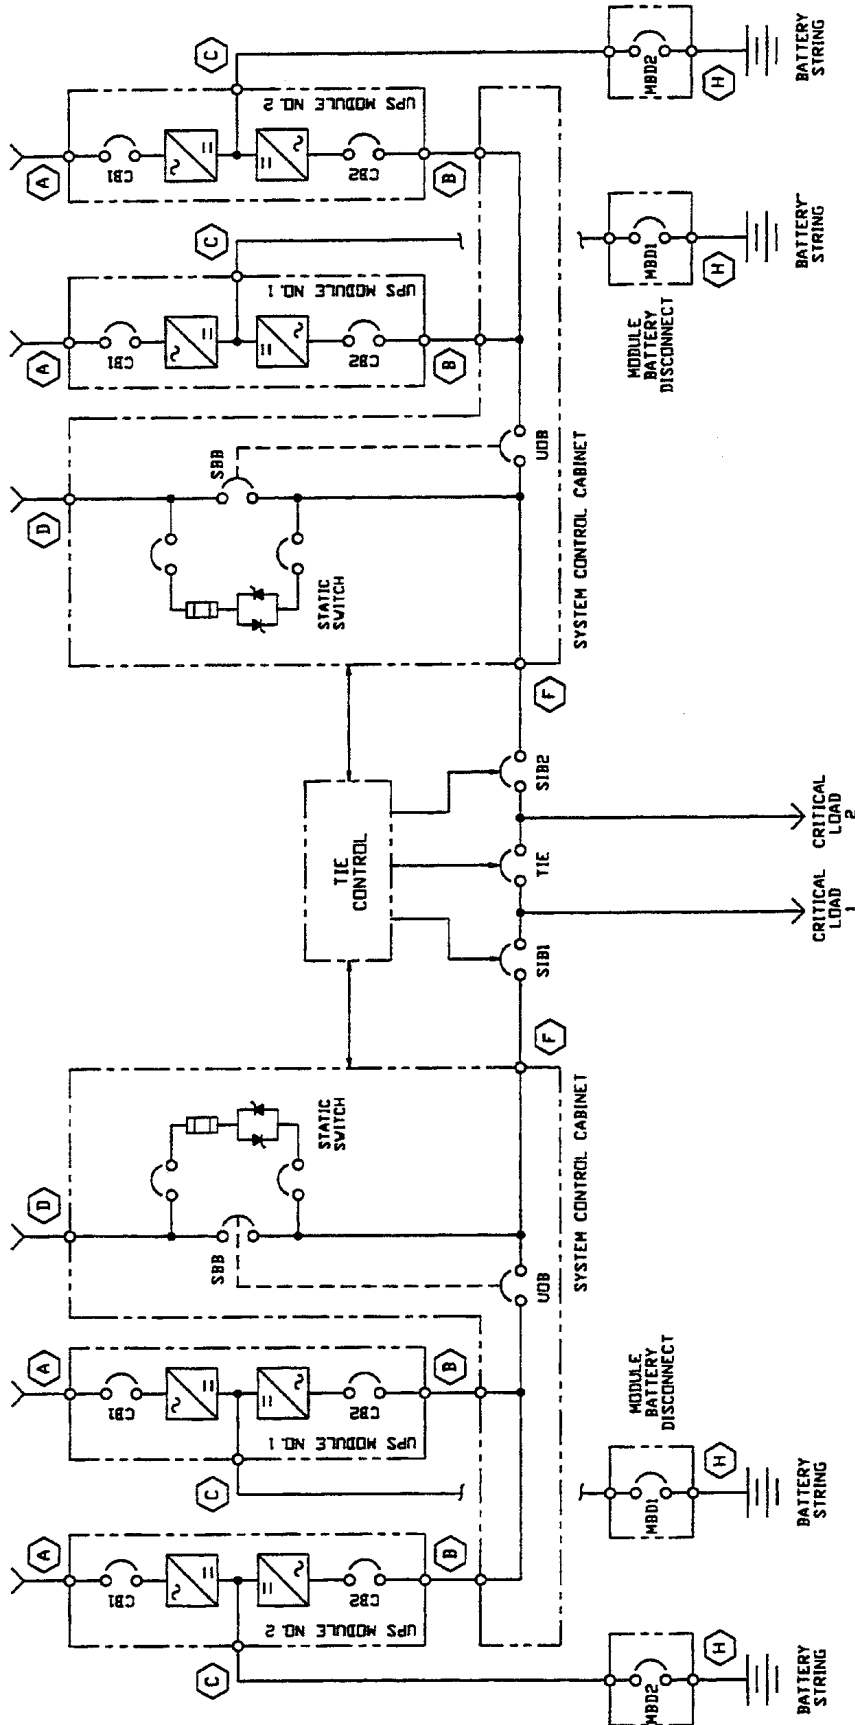 A
A
D
D
A
A
CB1
CB1
CB1
CB1
C
C
C
C
UPS MODULE NO. 2
UPS MODULE NO. 1
UPS MODULE NO. 1
UPS MODULE NO. 2
SBB
SBB
STATIC
SWITCH
STATIC
SWITCH
TIE
CONTROL
CB2
CB2
CB2
CB2
B
B
B
B
UOB
UOB
F
F
SIB1
TIE
SIB2
SYSTEM CONTROL CABINET
SYSTEM CONTROL CABINET
MODULE
BATTERY
DISCONNECT
MODULE
BATTERY
DISCONNECT
MBD2
MBD1
MBD1
MBD2
H
H
H
H
BATTERY
STRING
BATTERY
STRING
CRITICAL
LOAD
1
CRITICAL
LOAD
2
BATTERY
STRING
BATTERY
STRING